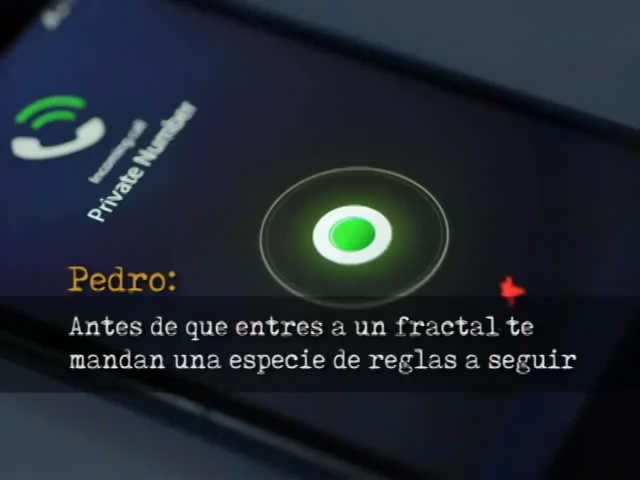 Incoming call
Private Number
Pedro:
Antes de que entres a un fractal te
mandan una especie de reglas a seguir